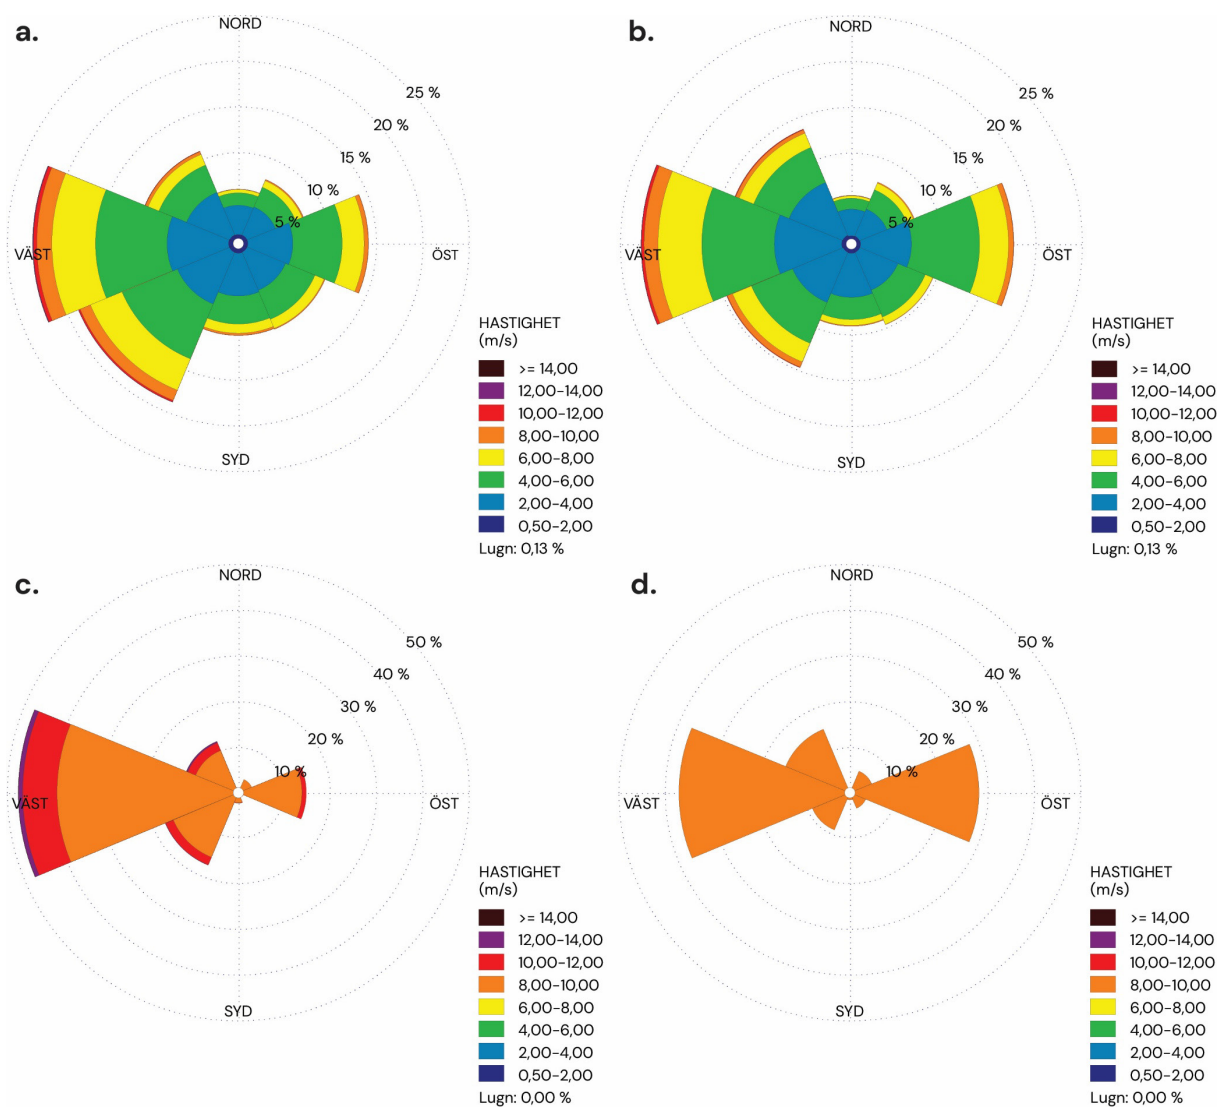 a.
NORD
25 %
20 %
15 %
10 %
5 %
VÄST
ÖST
SYD
HASTIGHET
(m/s)
>= 14,00
12,00-14,00
10,00-12,00
8,00-10,00
6,00-8,00
4,00-6,00
2,00-4,00
0,50-2,00
Lugn: 0,13 %
b.
NORD
25 %
20 %
15 %
10 %
5 %
VÄST
ÖST
SYD
HASTIGHET
(m/s)
>= 14,00
12,00-14,00
10,00-12,00
8,00-10,00
6,00-8,00
4,00-6,00
2,00-4,00
0,50-2,00
Lugn: 0,13 %
c.
NORD
50 %
40 %
30 %
20 %
10 %
VÄST
ÖST
SYD
HASTIGHET
(m/s)
>= 14,00
12,00-14,00
10,00-12,00
8,00-10,00
6,00-8,00
4,00-6,00
2,00-4,00
0,50-2,00
Lugn: 0,00 %
d.
NORD
50 %
40 %
30 %
20 %
10 %
VÄST
ÖST
SYD
HASTIGHET
(m/s)
>= 14,00
12,00-14,00
10,00-12,00
8,00-10,00
6,00-8,00
4,00-6,00
2,00-4,00
0,50-2,00
Lugn: 0,00 %